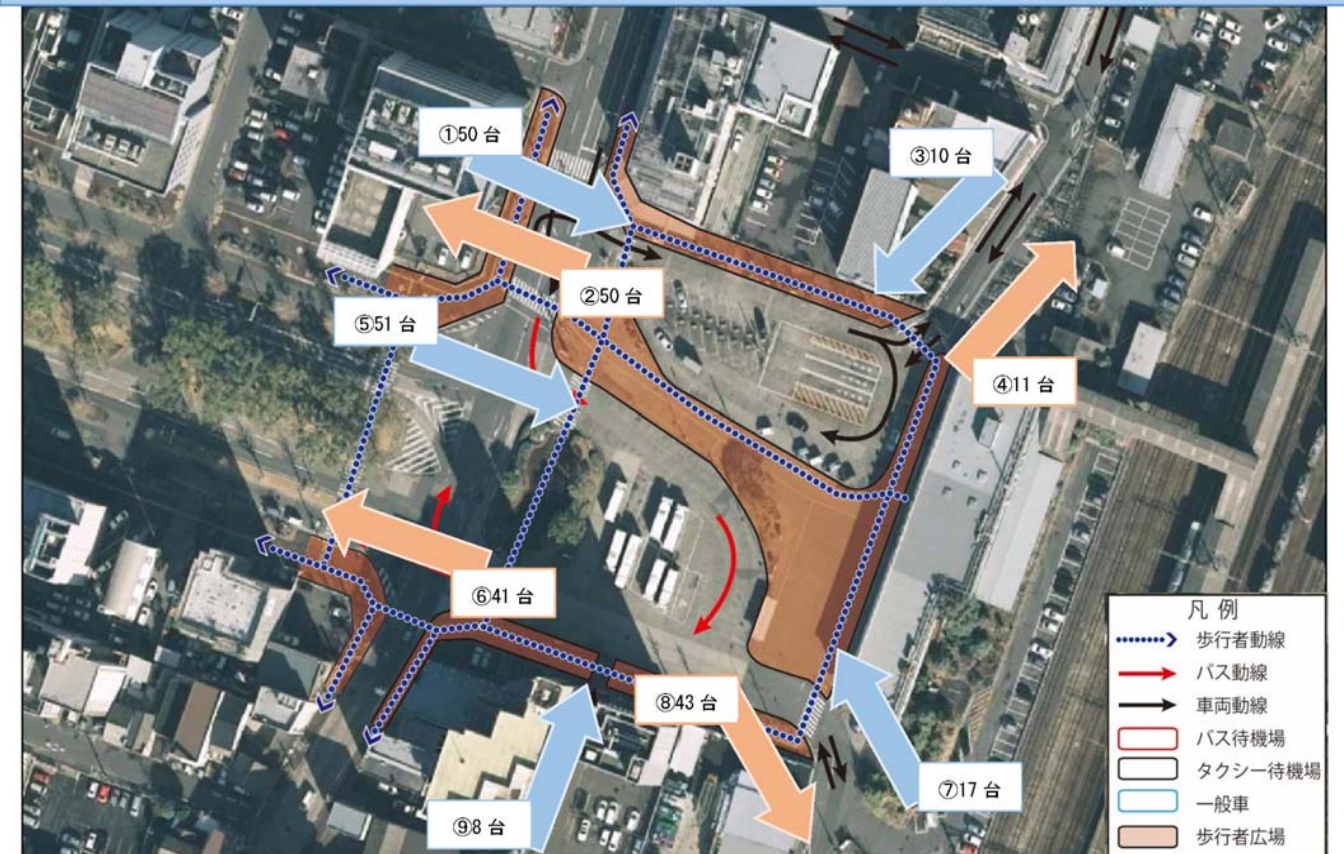 ①50 台
③10 台
②50 台
⑤51 台
④11 台
⑥41 台
⑧43 台
⑦17 台
⑨8 台
凡 例
歩行者動線
バス動線
車両動線
バス待機場
タクシー待機場
一般車
歩行者広場